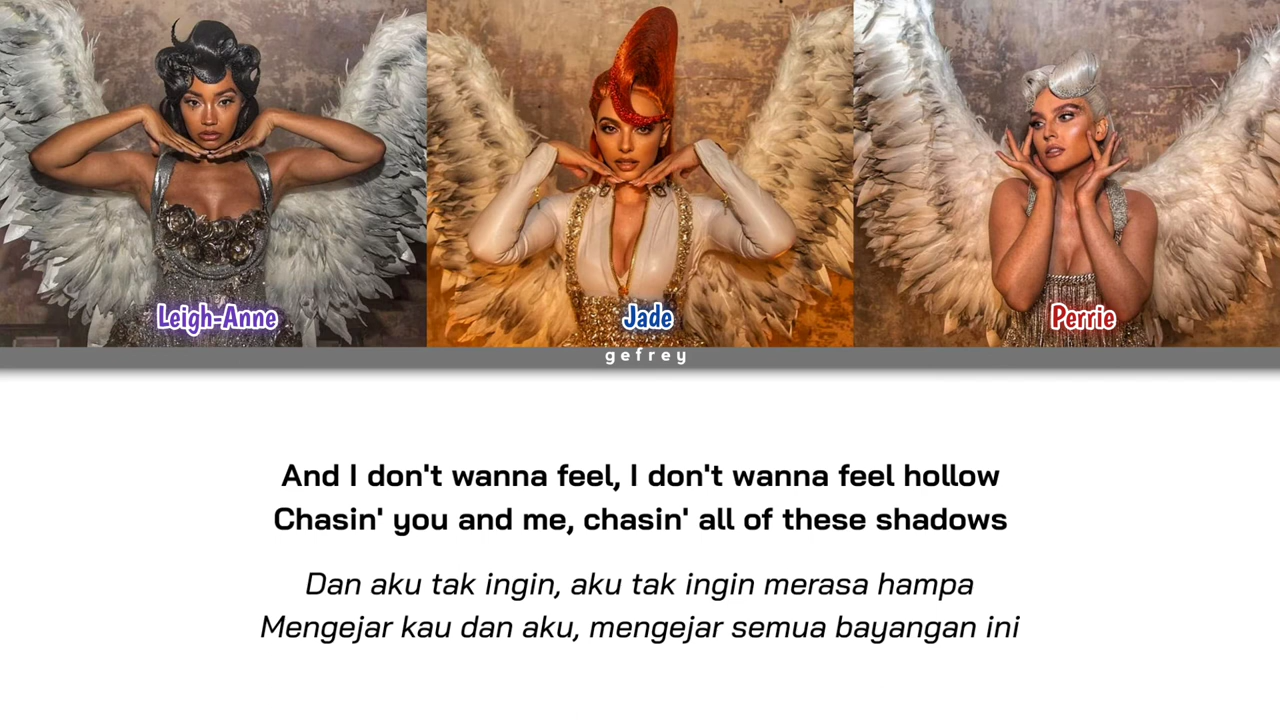 Leigh-Anne
Jade
Perrie
gefrey
And I don't wanna feel, I don't wanna feel hollow
Chasin' you and me, chasin' all of these shadows
Dan aku tak ingin, aku tak ingin merasa hampa
Mengejar kau dan aku, mengejar semua bayangan ini